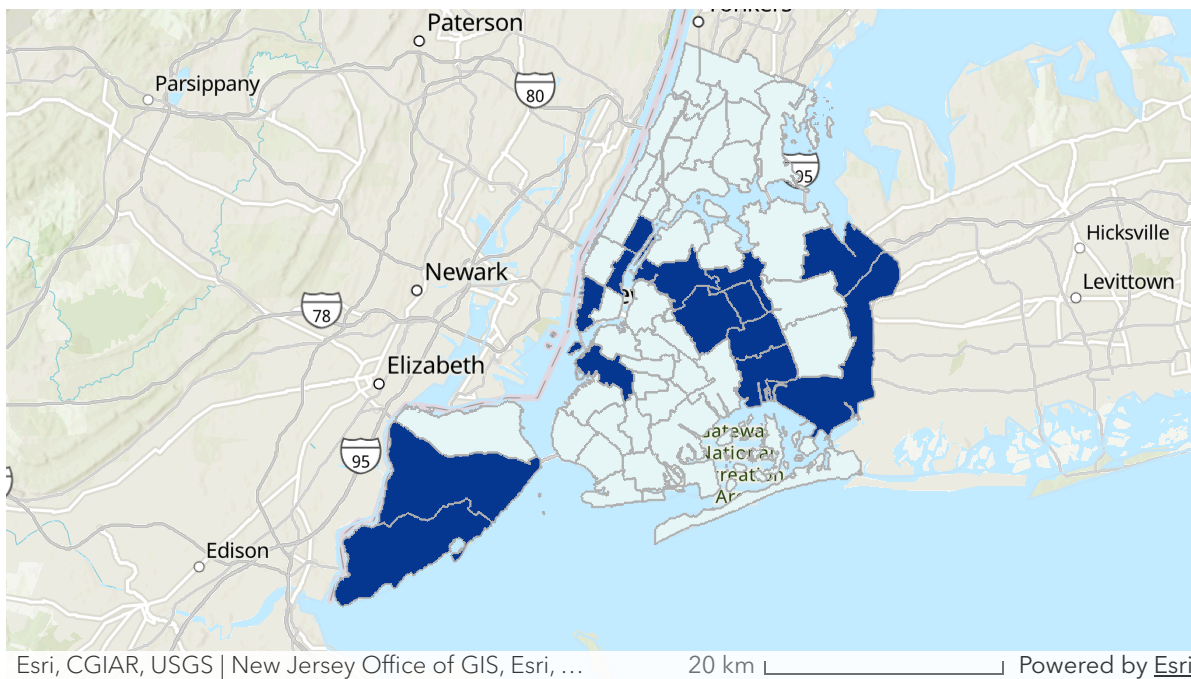 Paterson
Parsippany
80
95
Hicksville
Newark
Levittown
78
Elizabeth
National
95
Edison
Esri, CGIAR, USGS | New Jersey Office of GIS, Esri, ...
20 km
Powered by Esri